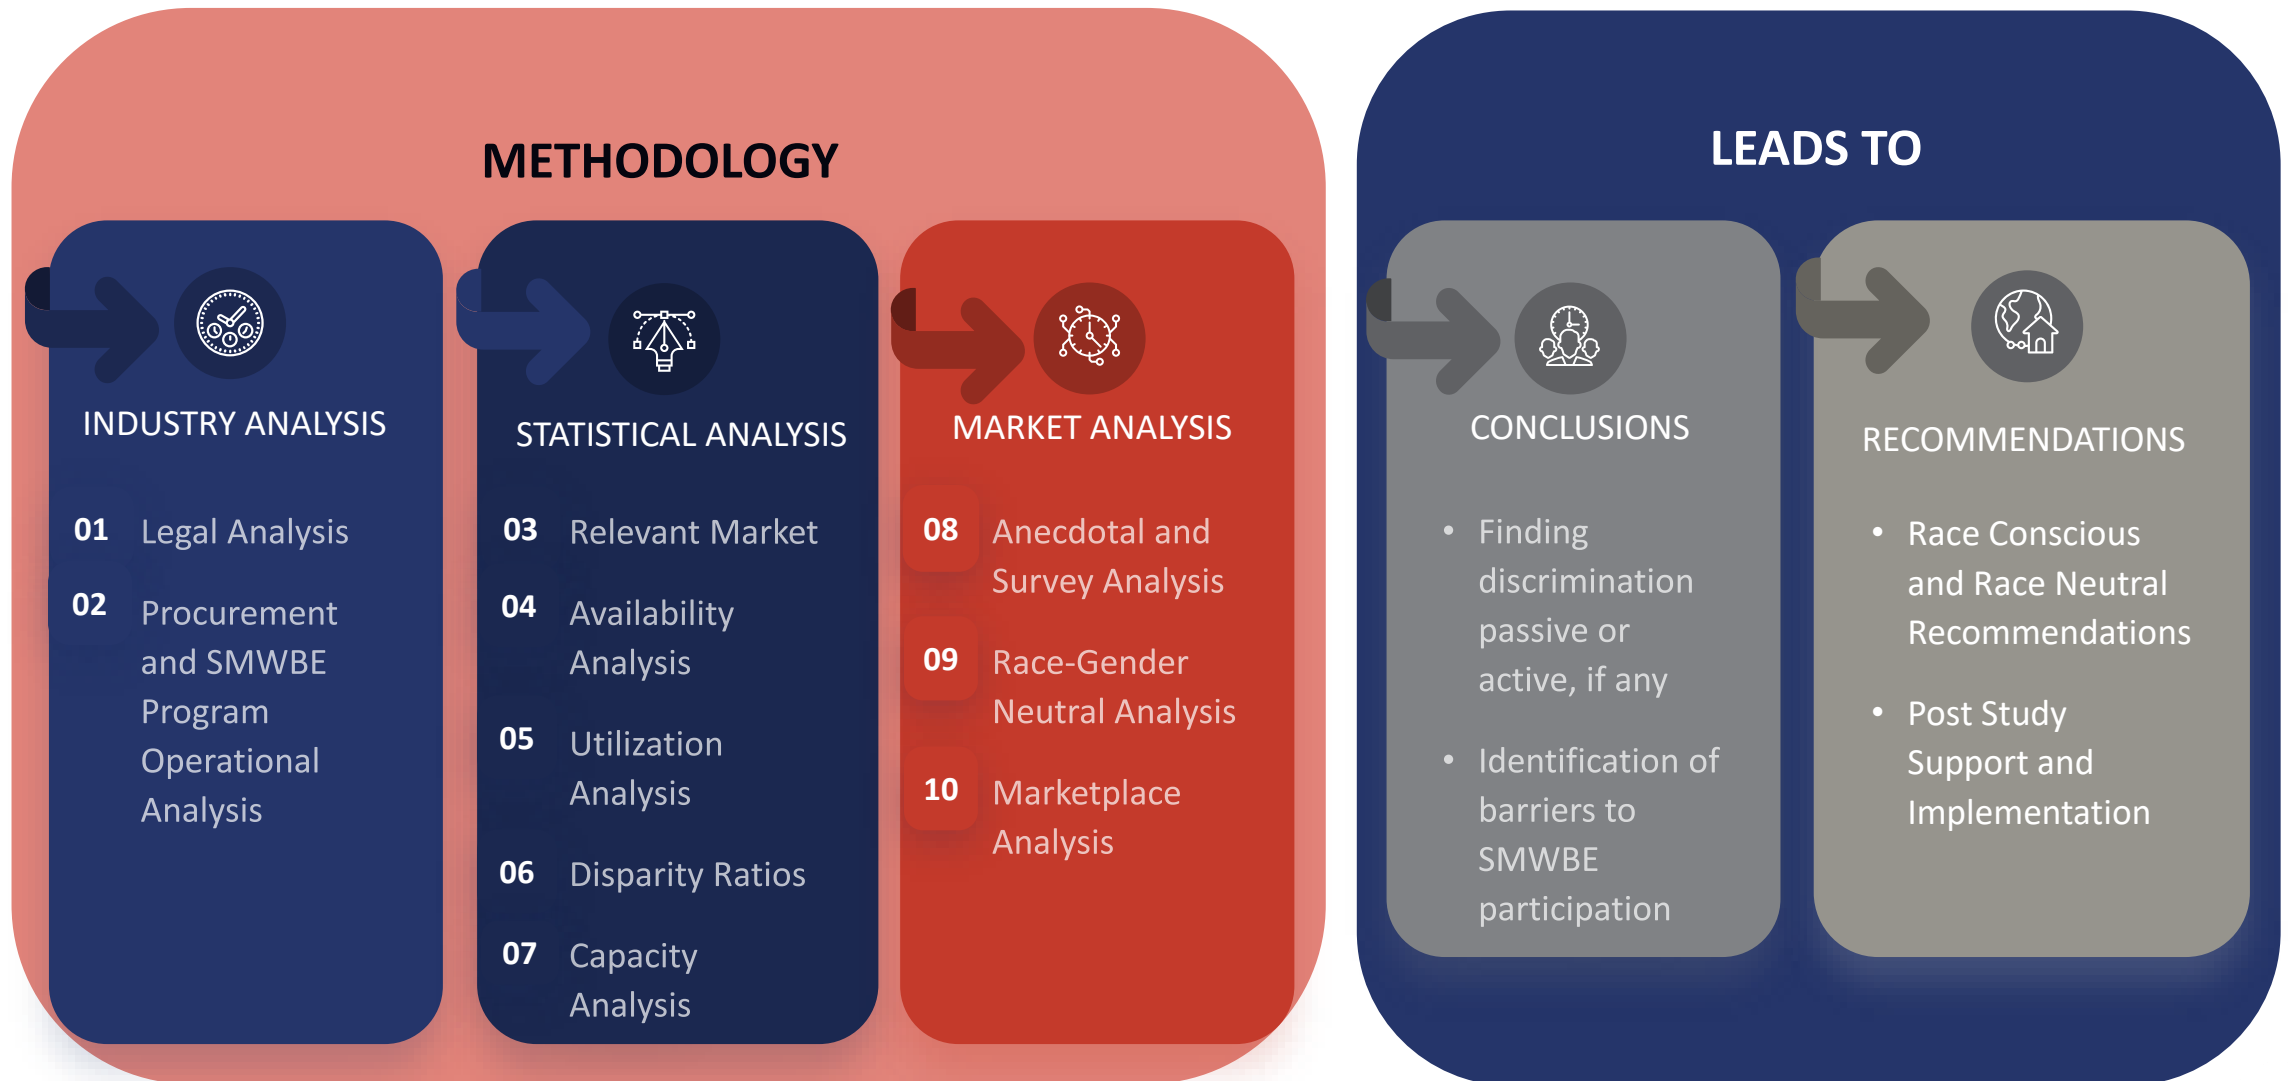 METHODOLOGY
INDUSTRY ANALYSIS
01 Legal Analysis
02 Procurement
and SMWBE
Program
Operational
Analysis
STATISTICAL ANALYSIS
03 Relevant Market
04 Availability
Analysis
05 Utilization
Analysis
06 Disparity Ratios
07 Capacity
Analysis
MARKET ANALYSIS
08 Anecdotal and
Survey Analysis
09 Race-Gender
Neutral Analysis
10 Marketplace
Analysis
LEADS TO
CONCLUSIONS
• Finding
discrimination
passive or
active, if any
• Identification of
barriers to
SMWBE
participation
RECOMMENDATIONS
• Race Conscious
and Race Neutral
Recommendations
• Post Study
Support and
Implementation